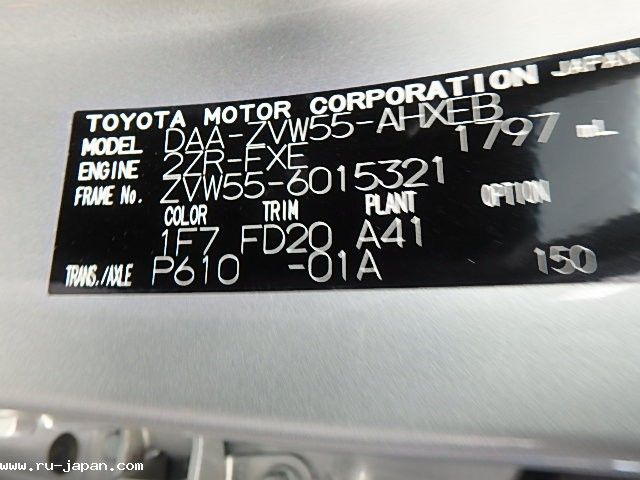 TOYOTA MOTOR CORPORATION JAPAN
MODEL DAA-ZVW55-AHXEB
ENGINE 2ZR-FXE 1797 mL
FRAME No. ZVW55-6015321
COLOR TRIM PLANT OPTION
1F7 FD20 A41
TRANS./AXLE P610 -01A 150
www.ru-japan.com